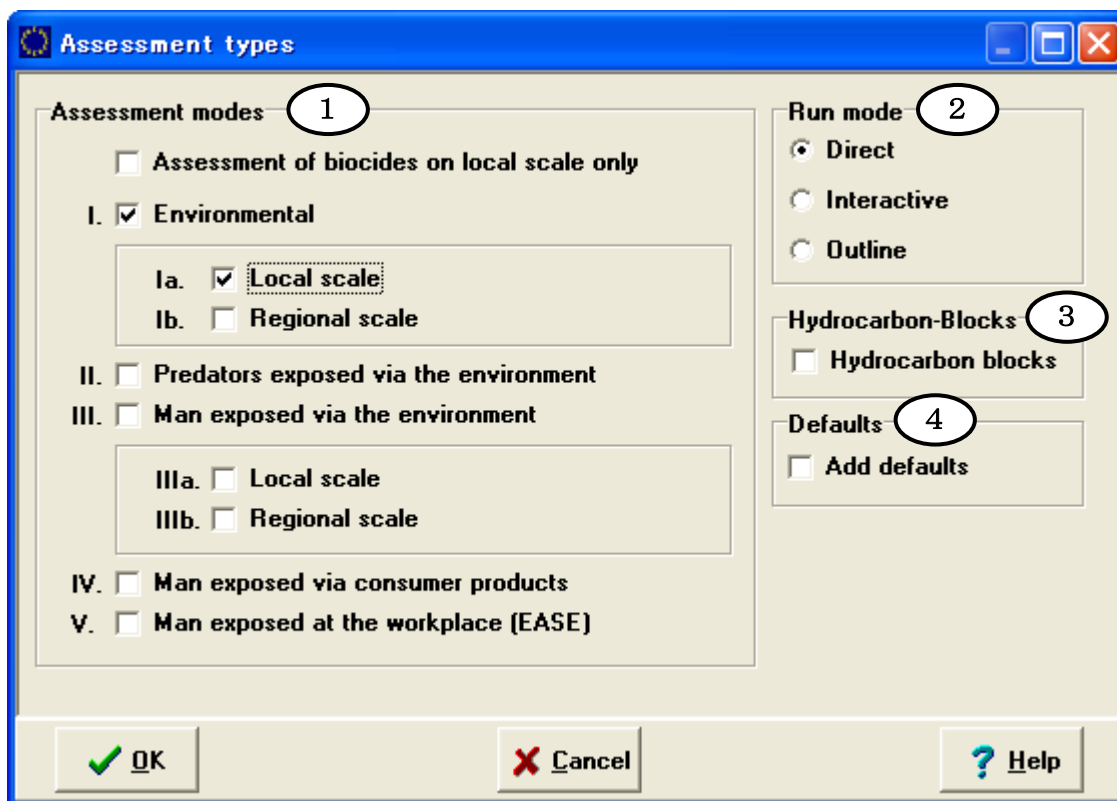 Assessment types
Assessment modes 1
Assessment of biocides on local scale only
I. Environmental
Ia. Local scale
Ib. Regional scale
II. Predators exposed via the environment
III. Man exposed via the environment
IIIa. Local scale
IIIb. Regional scale
IV. Man exposed via consumer products
V. Man exposed at the workplace (EASE)
Run mode 2
Direct
Interactive
Outline
Hydrocarbon-Blocks 3
Hydrocarbon blocks
Defaults 4
Add defaults
OK
Cancel
? Help